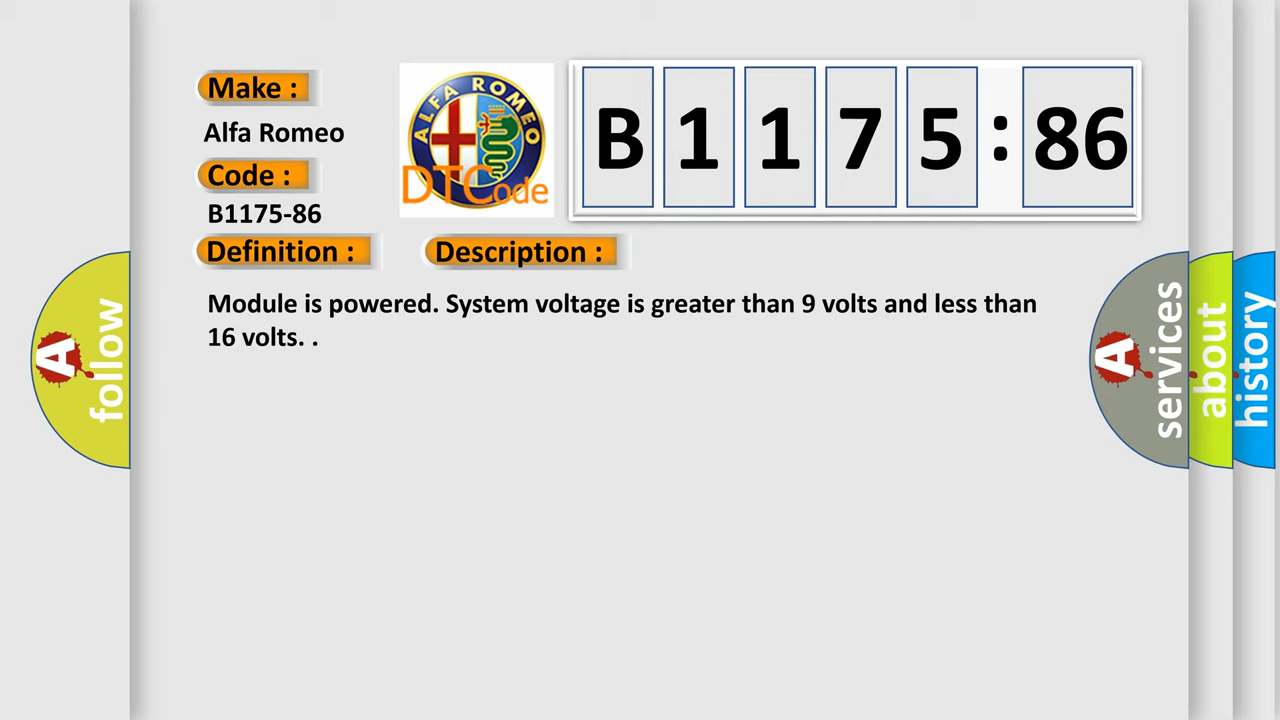 Make :
Alfa Romeo
Code :
B1175-86
Definition :
Description :
Module is powered. System voltage is greater than 9 volts and less than
16 volts. .
ALFA ROMEO
DTCode
B 1 1 7 5 : 86
A follow
A services
about
history